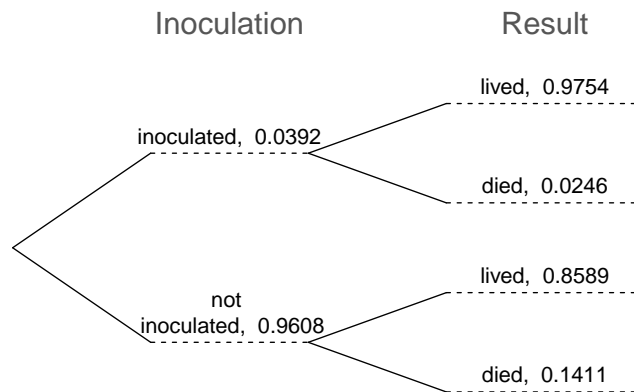 Inoculation
Result
lived, 0.9754
inoculated, 0.0392
died, 0.0246
lived, 0.8589
not
inoculated, 0.9608
died, 0.1411